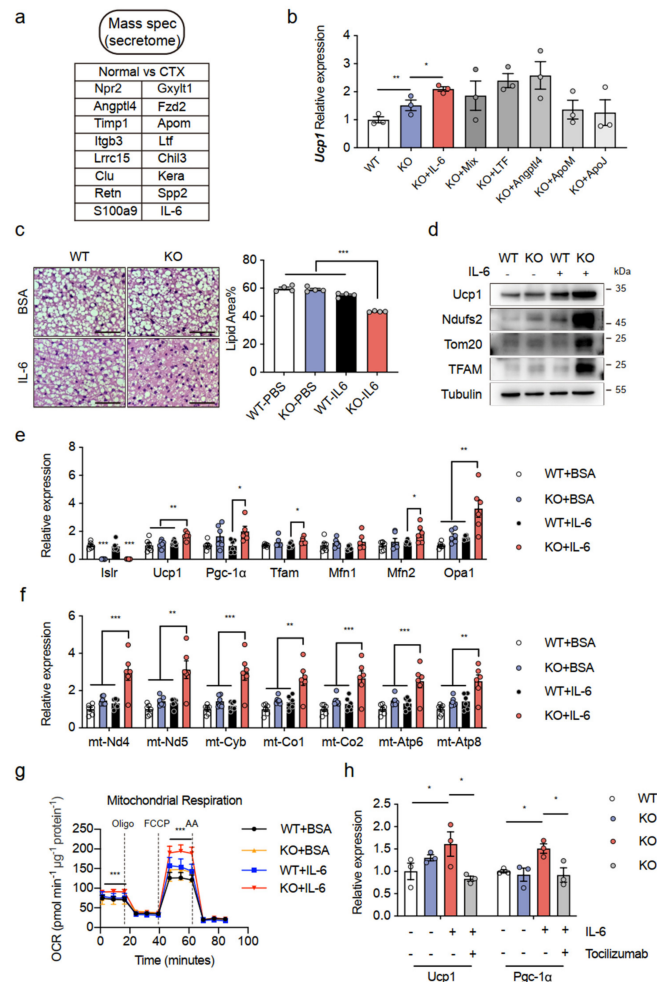 a
Mass spec
(secretome)
Normal vs CTX
Npr2 Gxylt1
Angptl4 Fzd2
Timp1 Apom
Itgb3 Ltf
Lrrc15 Chil3
Clu Kera
Retn Spp2
S100a9 IL-6
b
Ucp1 Relative expression
4
3
2
1
0
** *
WT
KO
KO+IL-6
KO+Mix
KO+LTF
KO+Angptl4
KO+ApoM
KO+ApoJ
c
WT KO
BSA
IL-6
Lipid Area%
80
60
40
20
0
***
WT-PBS
KO-PBS
WT-IL6
KO-IL6
d
WT KO WT KO
IL-6 - - + + kDa
Ucp1 35
Ndufs2 45
Tom20 25
TFAM 25
Tubulin 55
e
Relative expression
6
4
2
0
*** *** ** * * * **
Islr Ucp1 Pgc-1α Tfam Mfn1 Mfn2 Opa1
WT+BSA
KO+BSA
WT+IL-6
KO+IL-6
f
Relative expression
6
4
2
0
*** ** *** ** *** *** **
mt-Nd4 mt-Nd5 mt-Cyb mt-Co1 mt-Co2 mt-Atp6 mt-Atp8
WT+BSA
KO+BSA
WT+IL-6
KO+IL-6
g
Mitochondrial Respiration
Oligo FCCP AA
*** ***
OCR (pmol min⁻¹ µg⁻¹ protein⁻¹)
250
200
150
100
50
0
0 20 40 60 80 100
Time (minutes)
WT+BSA
KO+BSA
WT+IL-6
KO+IL-6
h
Relative expression
2.5
2.0
1.5
1.0
0.5
0.0
* * * *
- - + + - - + + IL-6
- - - + - - - + Tocilizumab
Ucp1 Pgc-1α
WT
KO
KO
KO